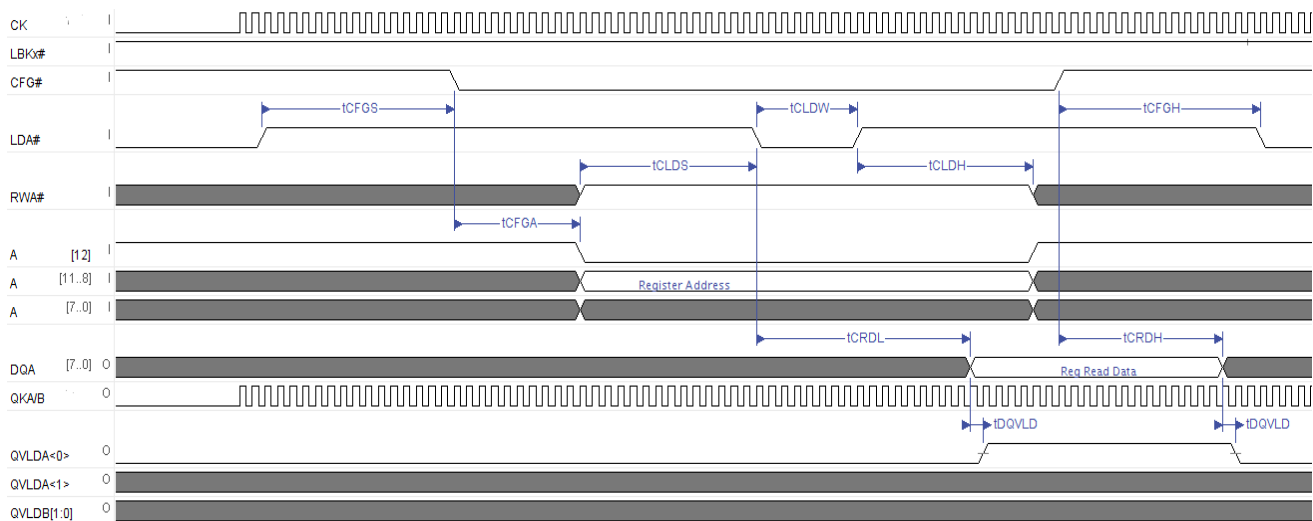 CK I
LBKx# I
CFG# I
tCFGS tCLDW tCFGH
LDA# I
tCLDS tCLDH
RWA# I
tCFGA
A [12] I
A [11..8] I Register Address
A [7..0] I
tCRDL tCRDH
DQA [7..0] O Req Read Data
QKA/B O
tDQVLD tDQVLD
QVLDA<0> O
QVLDA<1> O
QVLDB[1:0] O